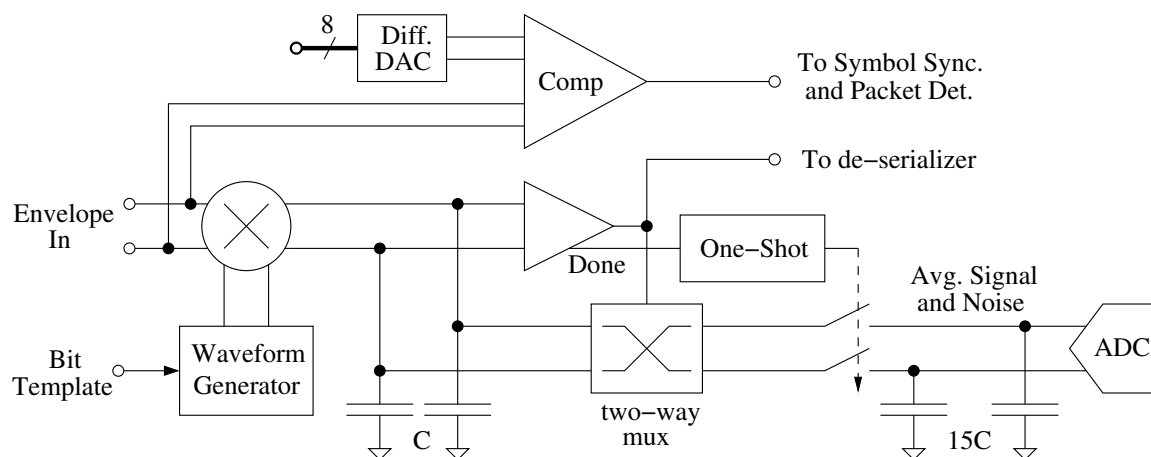 8
Diff.
DAC
Comp
To Symbol Sync.
and Packet Det.
To de−serializer
Envelope
In
Done
One−Shot
Avg. Signal
and Noise
Bit
Template
Waveform
Generator
ADC
two−way
mux
C
15C